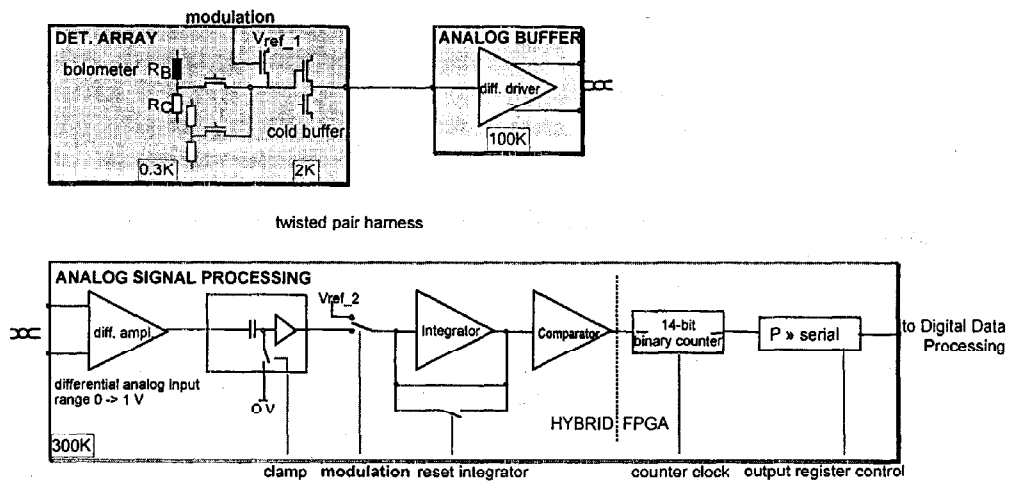 modulation
DET. ARRAY
Vref_1
ANALOG BUFFER
bolometer RB
diff. driver
RC
cold buffer
100K
0.3K
2K
twisted pair harness
ANALOG SIGNAL PROCESSING
Vref_2
diff. ampl.
Integrator
Comparator
14-bit
binary counter
P » serial
to Digital Data
Processing
differential analog input
range 0 -> 1 V
0 V
HYBRID
FPGA
300K
clamp
modulation
reset integrator
counter clock
output register control